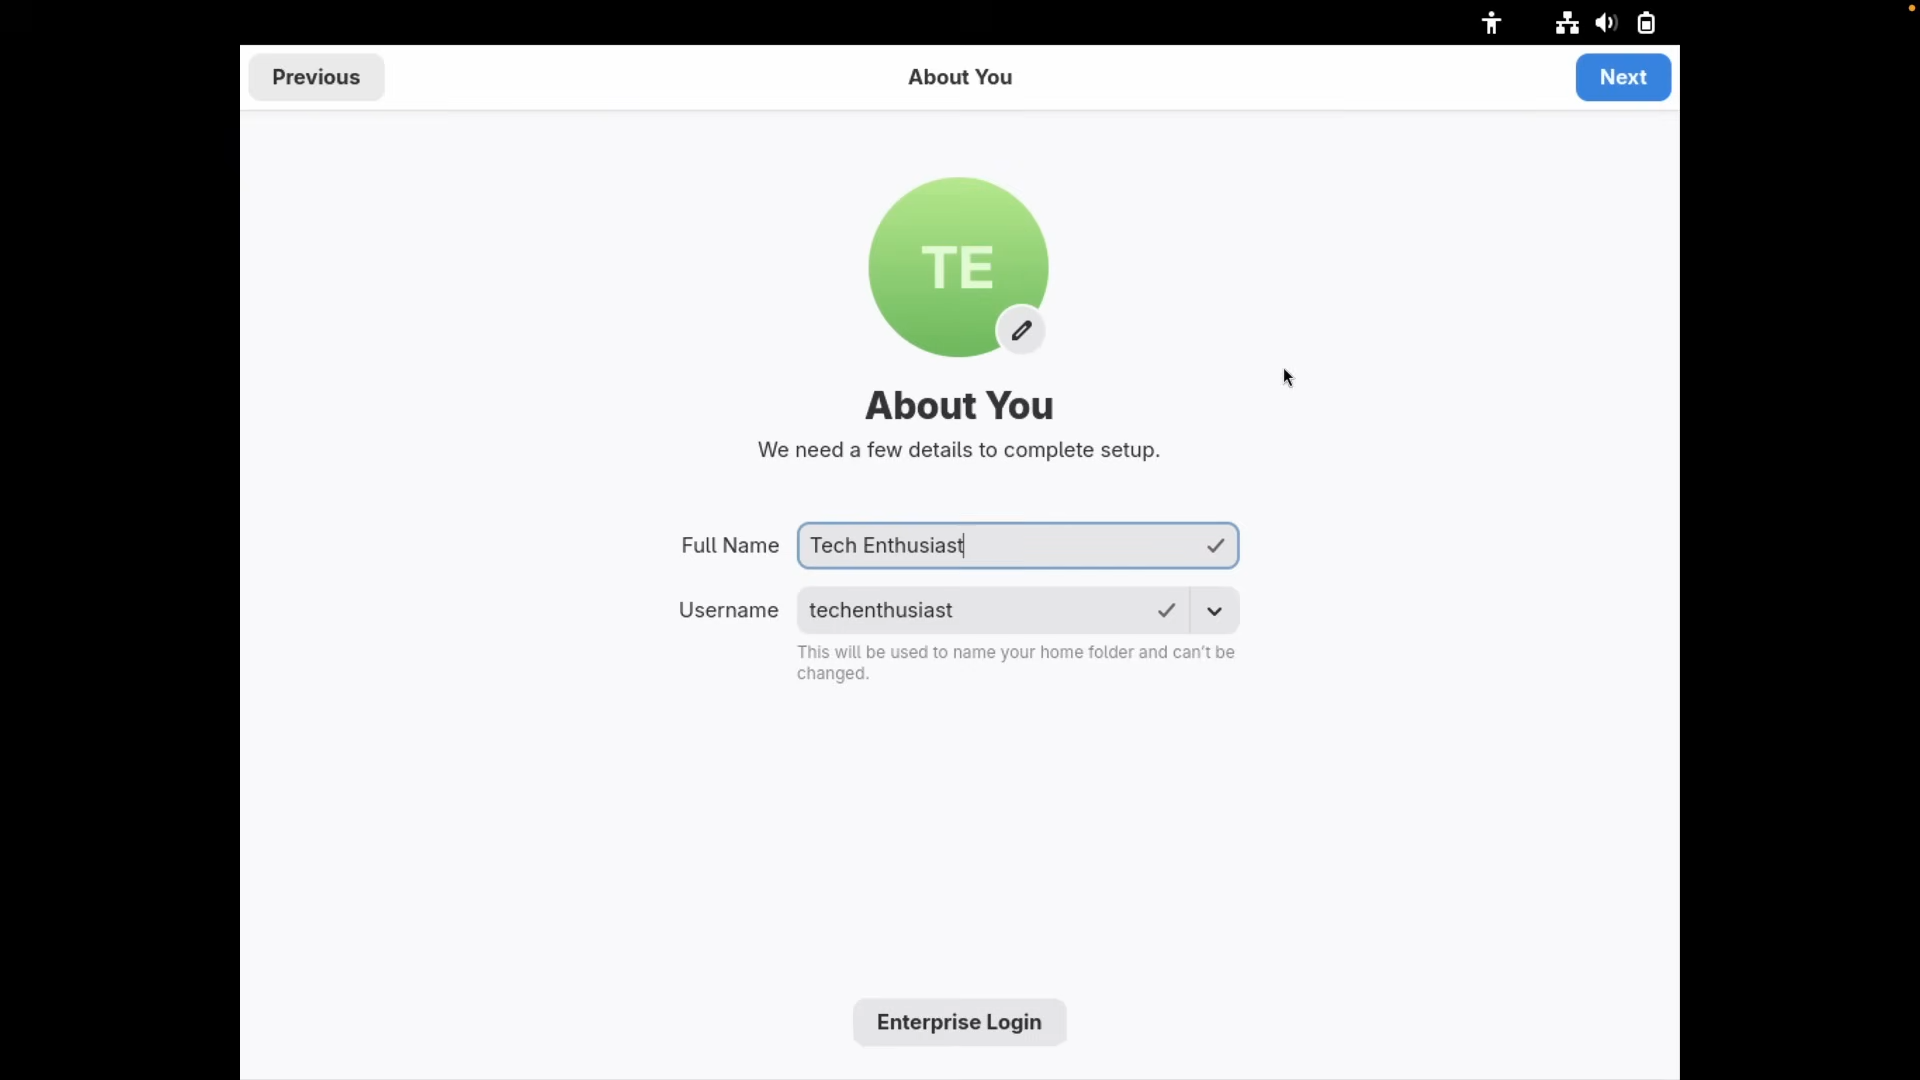 Previous
About You
Next
TE
About You
We need a few details to complete setup.
Full Name
Tech Enthusiast
Username
techenthusiast
This will be used to name your home folder and can’t be
changed.
Enterprise Login